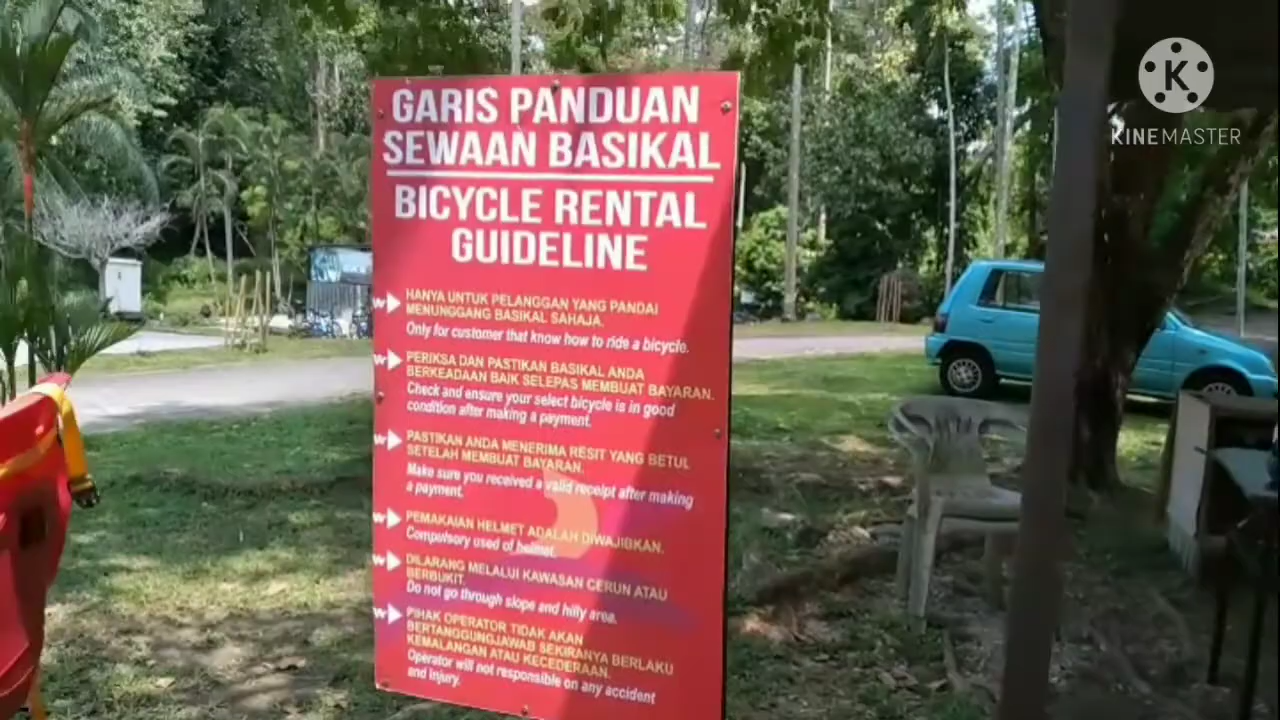 GARIS PANDUAN
SEWAAN BASIKAL
BICYCLE RENTAL
GUIDELINE
HANYA UNTUK PELANGGAN YANG PANDAI
MENUNGGANG BASIKAL SAHAJA.
Only for customer that know how to ride a bicycle.
PERIKSA DAN PASTIKAN BASIKAL ANDA
BERKEADAAN BAIK SELEPAS MEMBUAT BAYARAN.
Check and ensure your select bicycle is in good
condition after making a payment.
PASTIKAN ANDA MENERIMA RESIT YANG BETUL
SETELAH MEMBUAT BAYARAN.
Make sure you received a valid receipt after making
a payment.
PEMAKAIAN HELMET ADALAH DIWAJIBKAN.
Compulsory used of helmet.
DILARANG MELALUI KAWASAN CERUN ATAU
BERBUKIT.
Do not go through slope and hilly area.
PIHAK OPERATOR TIDAK AKAN
BERTANGGUNGJAWAB SEKIRANYA BERLAKU
KEMALANGAN ATAU KECEDERAAN.
Operator will not responsible on any accident
and Injury.
K
KINEMASTER